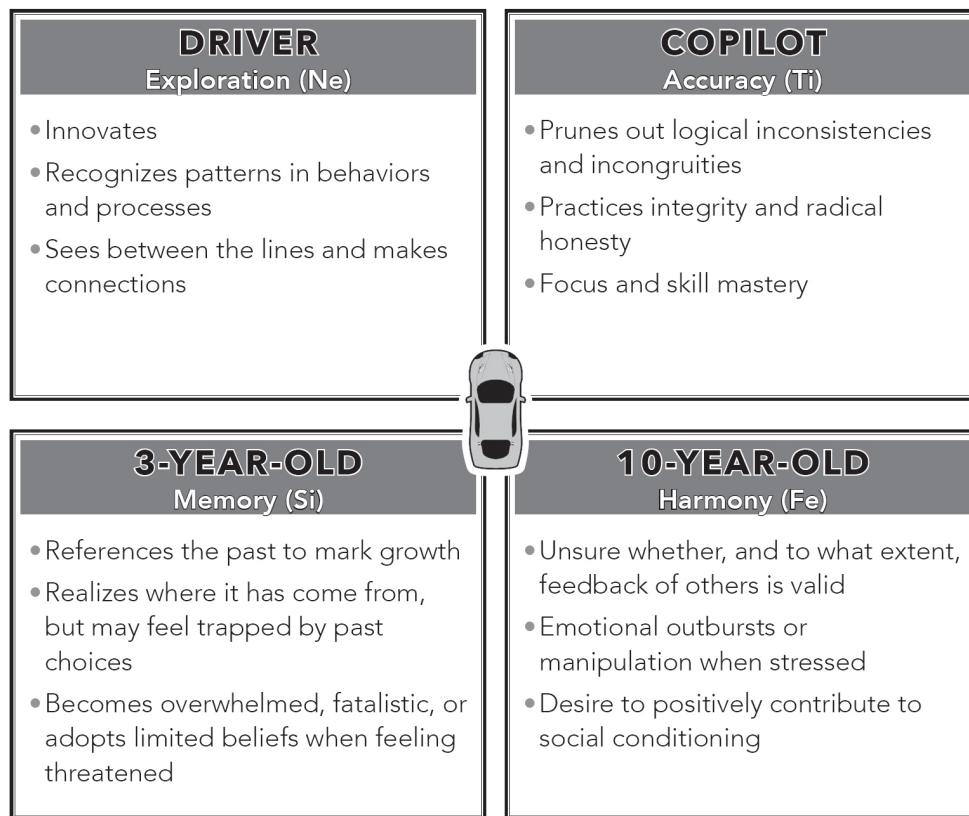 DRIVER
Exploration (Ne)
• Innovates
• Recognizes patterns in behaviors
and processes
• Sees between the lines and makes
connections
COPILOT
Accuracy (Ti)
• Prunes out logical inconsistencies
and incongruities
• Practices integrity and radical
honesty
• Focus and skill mastery
3-YEAR-OLD
Memory (Si)
• References the past to mark growth
• Realizes where it has come from,
but may feel trapped by past
choices
• Becomes overwhelmed, fatalistic, or
adopts limited beliefs when feeling
threatened
10-YEAR-OLD
Harmony (Fe)
• Unsure whether, and to what extent,
feedback of others is valid
• Emotional outbursts or
manipulation when stressed
• Desire to positively contribute to
social conditioning